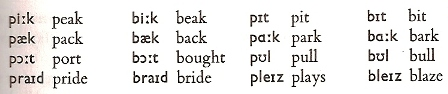 piːk peak biːk beak pɪt pit bɪt bit
pæk pack bæk back pɑːk park bɑːk bark
pɔːt port bɔːt bought pʊl pull bʊl bull
praɪd pride braɪd bride pleɪz plays bleɪz blaze